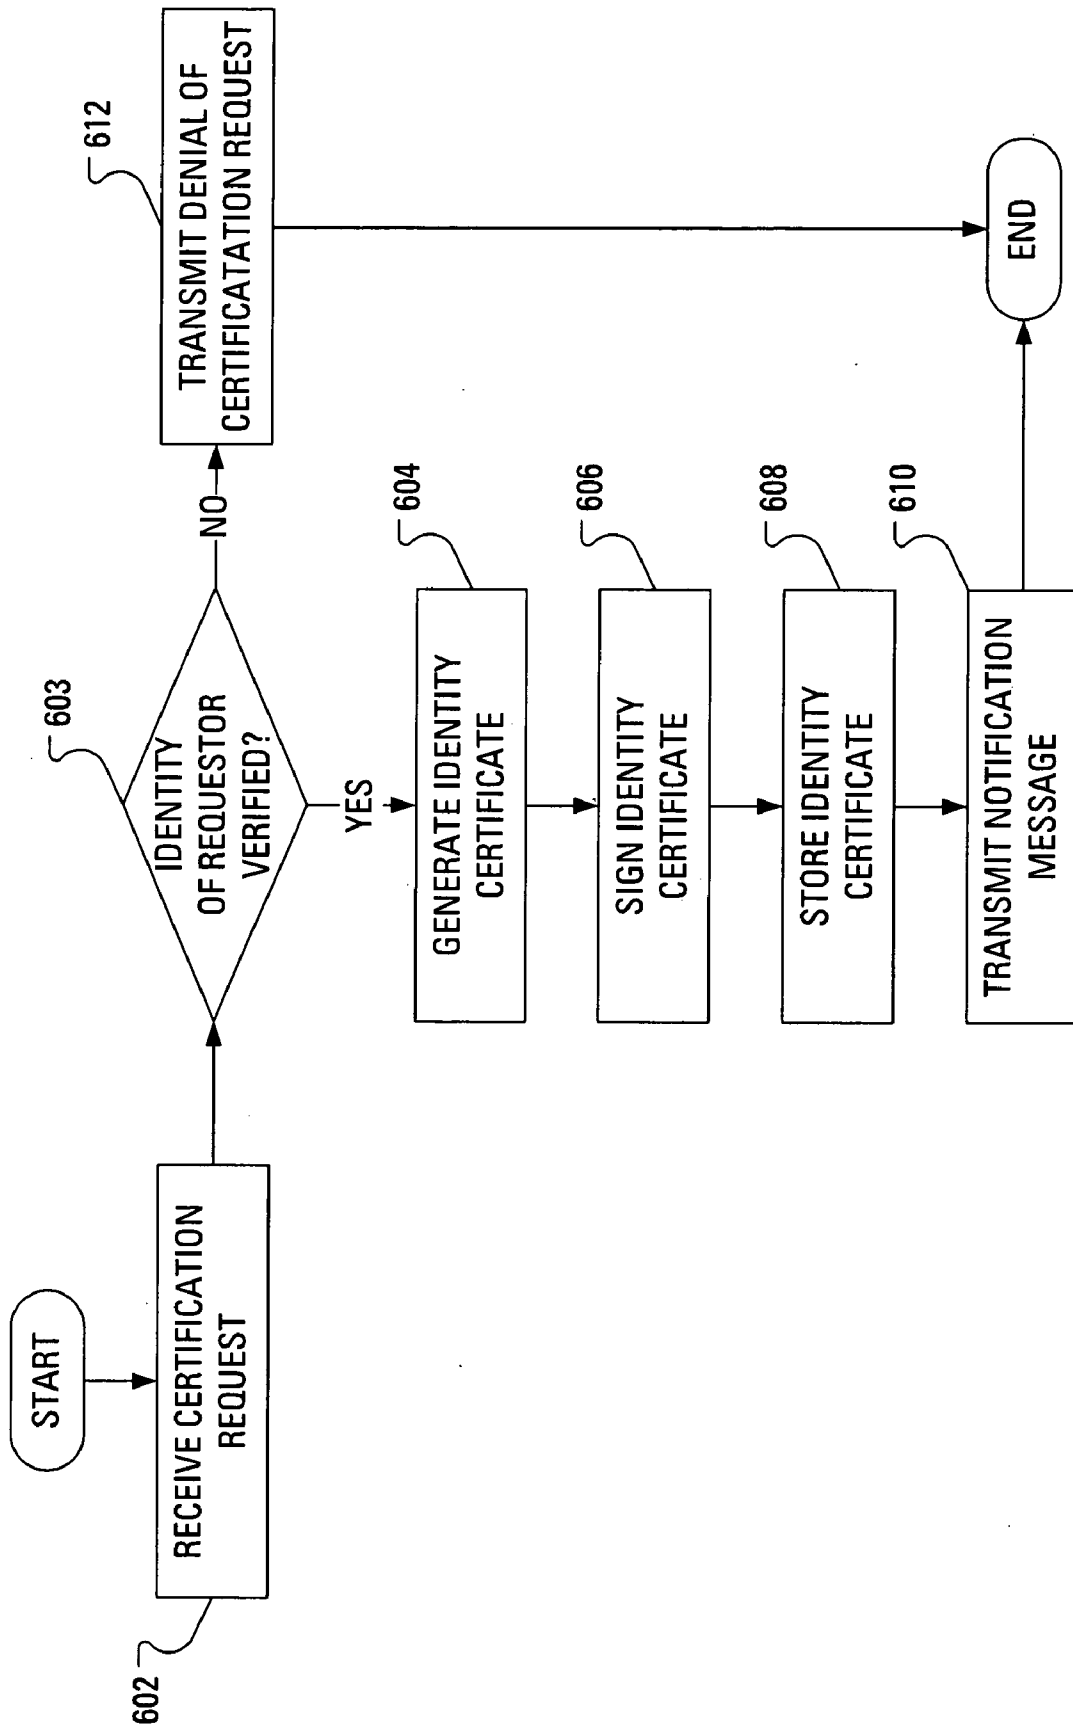 START
602
RECEIVE CERTIFICATION
REQUEST
603
IDENTITY
OF REQUESTOR
VERIFIED?
NO
612
TRANSMIT DENIAL OF
CERTIFICATATION REQUEST
YES
604
GENERATE IDENTITY
CERTIFICATE
606
SIGN IDENTITY
CERTIFICATE
608
STORE IDENTITY
CERTIFICATE
610
TRANSMIT NOTIFICATION
MESSAGE
END